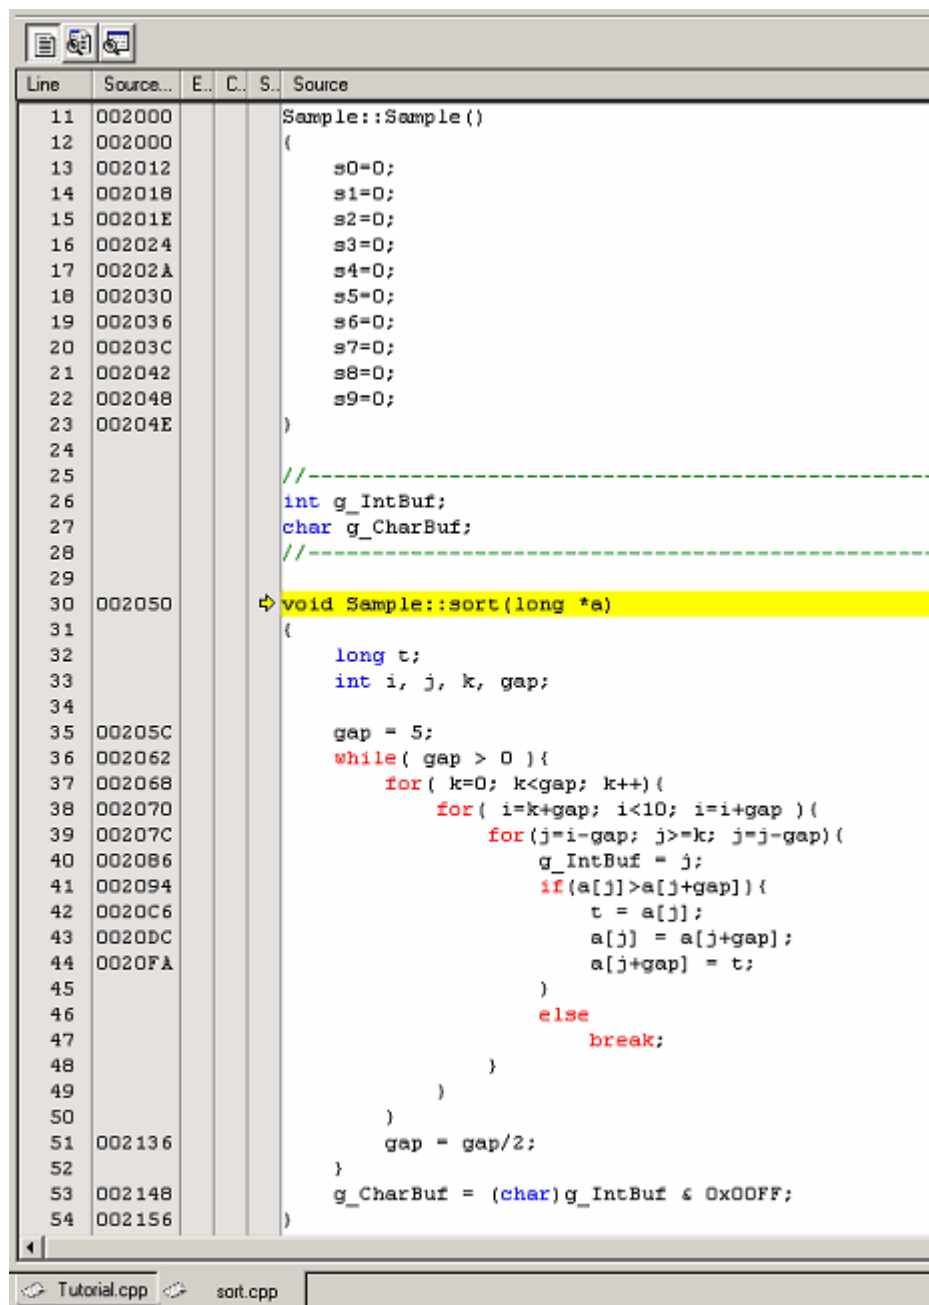 Line Source... E.. C.. S.. Source
11 002000 Sample::Sample()
12 002000 {
13 002012 s0=0;
14 002018 s1=0;
15 00201E s2=0;
16 002024 s3=0;
17 00202A s4=0;
18 002030 s5=0;
19 002036 s6=0;
20 00203C s7=0;
21 002042 s8=0;
22 002048 s9=0;
23 00204E }
24
25 //-------------------------------------------------
26 int g_IntBuf;
27 char g_CharBuf;
28 //-------------------------------------------------
29
30 002050 void Sample::sort(long *a)
31 {
32 long t;
33 int i, j, k, gap;
34
35 00205C gap = 5;
36 002062 while( gap > 0 ){
37 002068 for( k=0; k<gap; k++){
38 002070 for( i=k+gap; i<10; i=i+gap ){
39 00207C for(j=i-gap; j>=k; j=j-gap){
40 002086 g_IntBuf = j;
41 002094 if(a[j]>a[j+gap]){
42 0020C6 t = a[j];
43 0020DC a[j] = a[j+gap];
44 0020FA a[j+gap] = t;
45 }
46 else
47 break;
48 }
49 }
50 }
51 002136 gap = gap/2;
52 }
53 002148 g_CharBuf = (char)g_IntBuf & 0x00FF;
54 002156 }
Tutorial.cpp sort.cpp